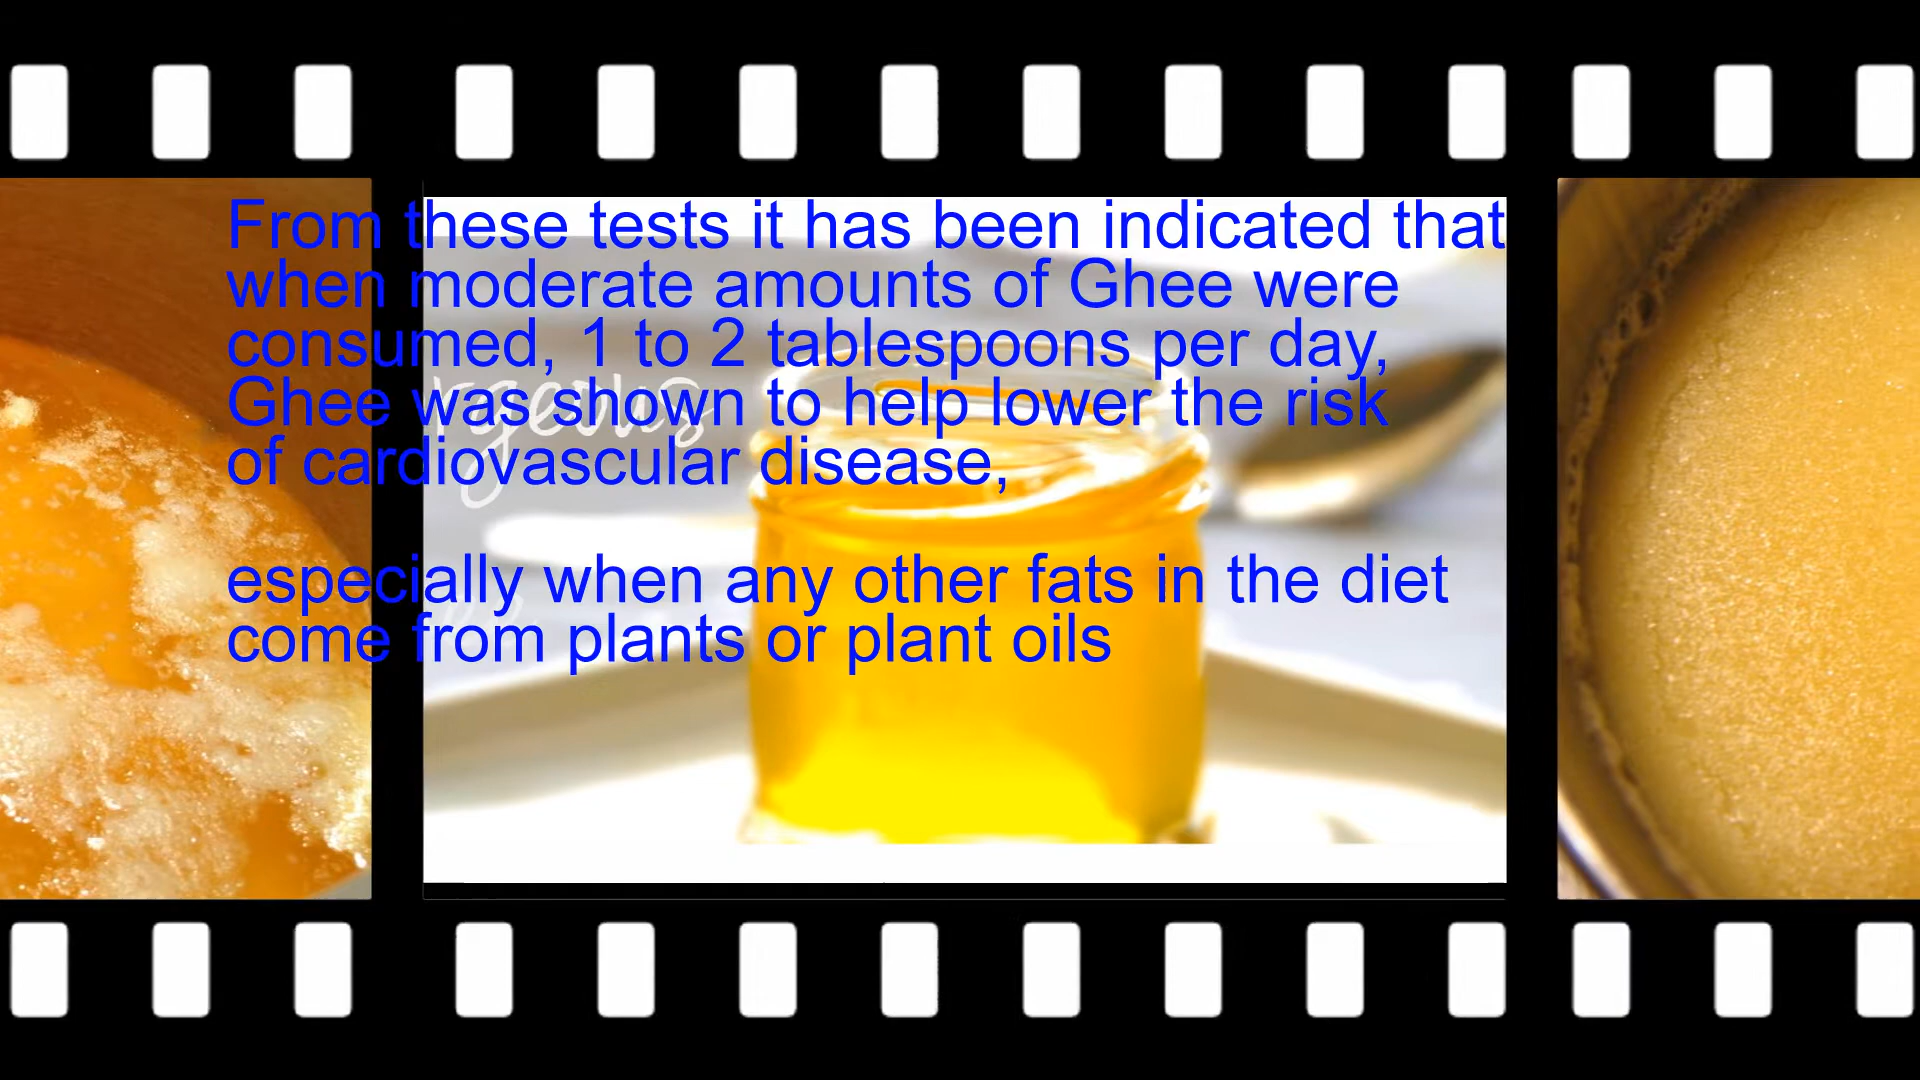 From these tests it has been indicated that
when moderate amounts of Ghee were
consumed, 1 to 2 tablespoons per day,
Ghee was shown to help lower the risk
of cardiovascular disease,
especially when any other fats in the diet
come from plants or plant oils